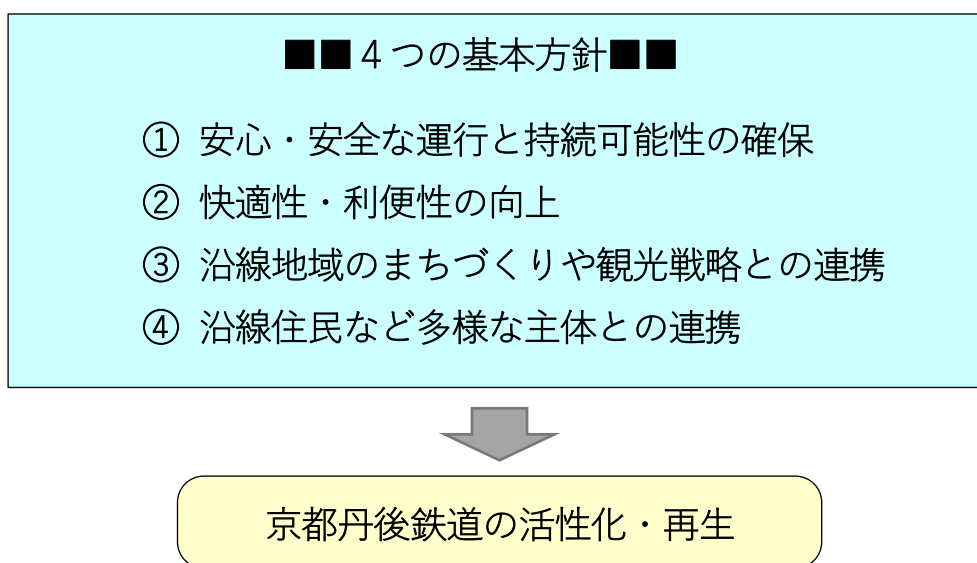 ■■４つの基本方針■■
① 安心・安全な運行と持続可能性の確保
② 快適性・利便性の向上
③ 沿線地域のまちづくりや観光戦略との連携
④ 沿線住民など多様な主体との連携
京都丹後鉄道の活性化・再生